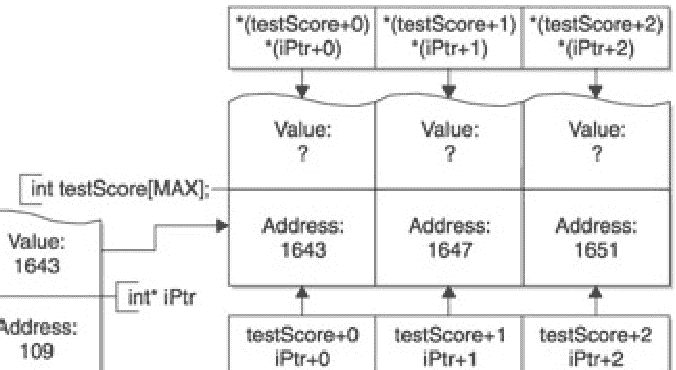 *(testScore+0) *(testScore+1) *(testScore+2)
*(iPtr+0) *(iPtr+1) *(iPtr+2)
Value: Value: Value:
? ? ?
int testScore[MAX];
Address: Address: Address:
1643 1647 1651
Value:
1643
int* iPtr
Address:
109
testScore+0 testScore+1 testScore+2
iPtr+0 iPtr+1 iPtr+2